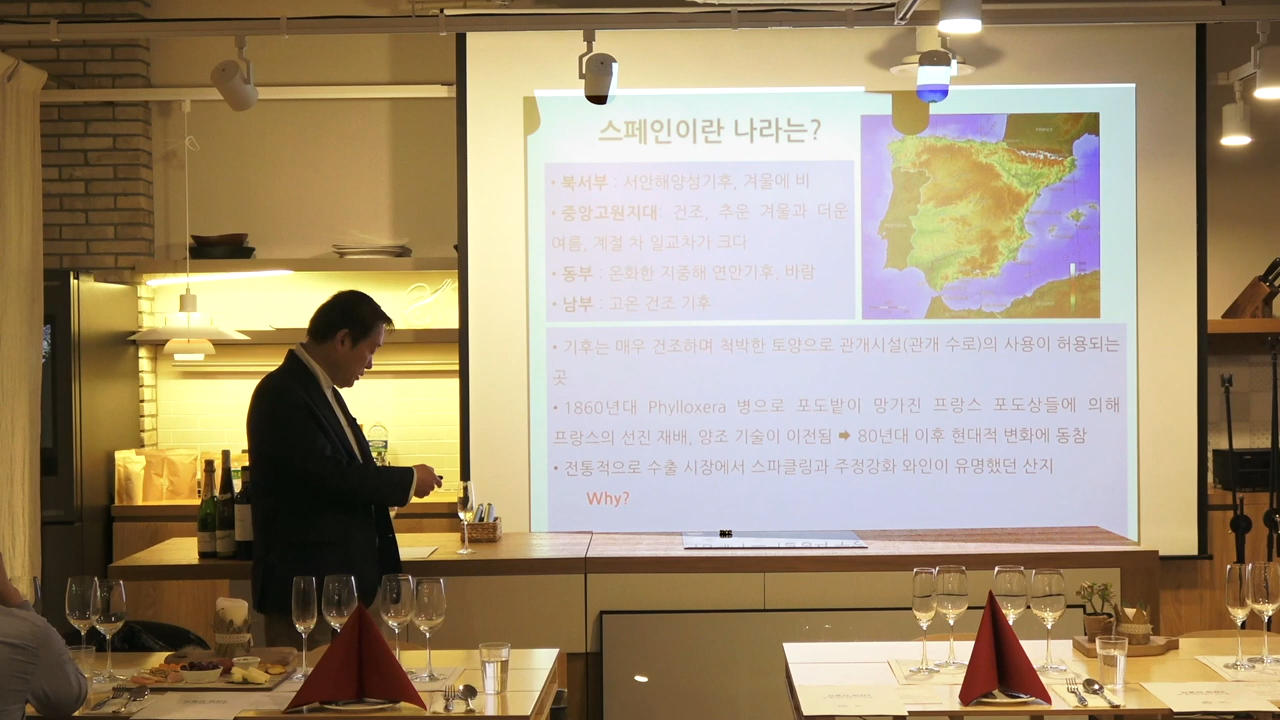 스페인이란 나라는?
• 북서부 : 서안해양성기후, 겨울에 비
• 중앙고원지대: 건조, 추운 겨울과 더운
여름, 계절 차 일교차가 크다
• 동부 : 온화한 지중해 연안기후, 바람
• 남부 : 고온 건조 기후
• 기후는 매우 건조하며 척박한 토양으로 관개시설(관개 수로)의 사용이 허용되는
곳
• 1860년대 Phylloxera 병으로 포도밭이 망가진 프랑스 포도상들에 의해
프랑스의 선진 재배, 양조 기술이 이전됨 ➡ 80년대 이후 현대적 변화에 동참
• 전통적으로 수출 시장에서 스파클링과 주정강화 와인이 유명했던 산지
Why?